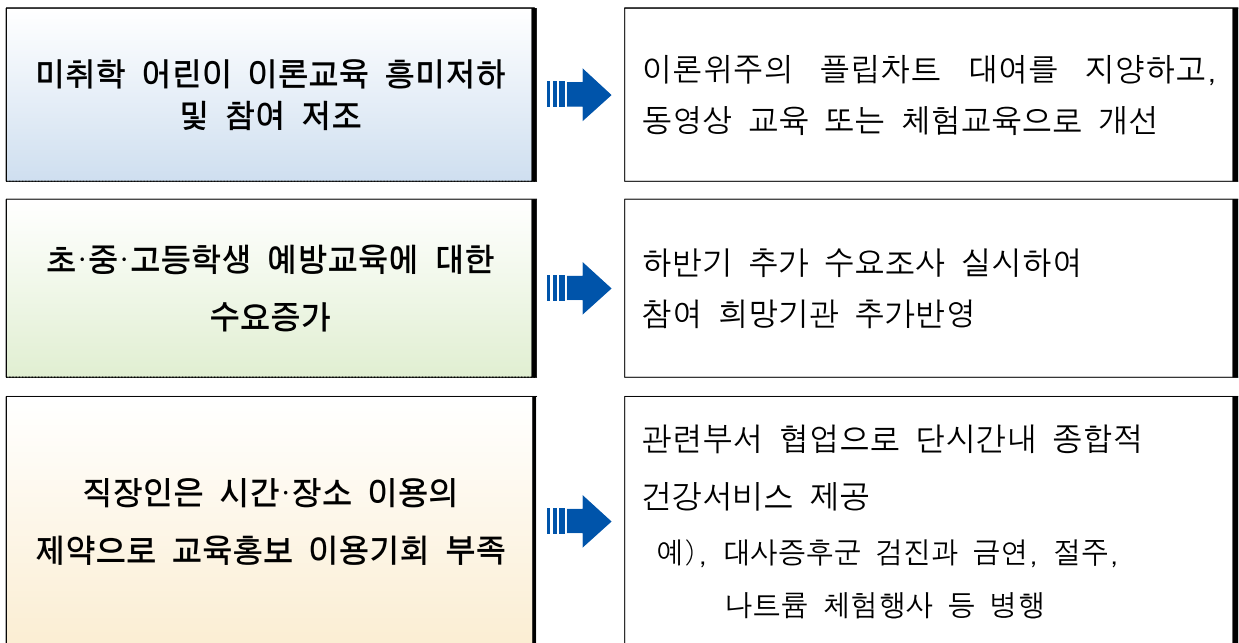 미취학 어린이 이론교육 흥미저하
및 참여 저조
이론위주의 플립차트 대여를 지양하고,
동영상 교육 또는 체험교육으로 개선
초·중·고등학생 예방교육에 대한
수요증가
하반기 추가 수요조사 실시하여
참여 희망기관 추가반영
직장인은 시간·장소 이용의
제약으로 교육홍보 이용기회 부족
관련부서 협업으로 단시간내 종합적
건강서비스 제공
예), 대사증후군 검진과 금연, 절주,
나트륨 체험행사 등 병행